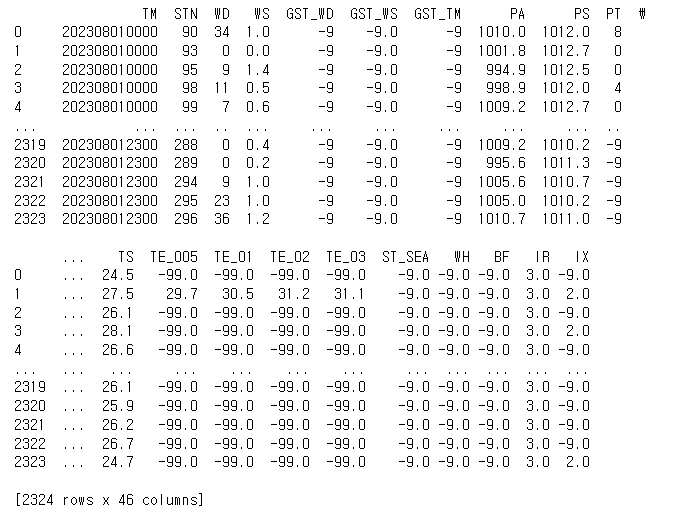 TM STN WD WS GST_WD GST_WS GST_TM PA PS PT ₩
0 202308010000 90 34 1.0 -9 -9.0 -9 1010.0 1012.0 8
1 202308010000 93 0 0.0 -9 -9.0 -9 1001.8 1012.7 0
2 202308010000 95 9 1.4 -9 -9.0 -9 994.9 1012.5 0
3 202308010000 98 11 0.5 -9 -9.0 -9 998.9 1012.0 4
4 202308010000 99 7 0.6 -9 -9.0 -9 1009.2 1012.7 0
... ... ... .. ... ... ... ... ... ... ..
2319 202308012300 288 0 0.4 -9 -9.0 -9 1009.2 1010.2 -9
2320 202308012300 289 0 0.2 -9 -9.0 -9 995.6 1011.3 -9
2321 202308012300 294 9 1.0 -9 -9.0 -9 1005.6 1010.7 -9
2322 202308012300 295 23 1.0 -9 -9.0 -9 1005.0 1010.2 -9
2323 202308012300 296 36 1.2 -9 -9.0 -9 1010.7 1011.0 -9
... TS TE_005 TE_01 TE_02 TE_03 ST_SEA WH BF IR IX
0 ... 24.5 -99.0 -99.0 -99.0 -99.0 -9.0 -9.0 -9.0 3.0 -9.0
1 ... 27.5 29.7 30.5 31.2 31.1 -9.0 -9.0 -9.0 3.0 2.0
2 ... 26.1 -99.0 -99.0 -99.0 -99.0 -9.0 -9.0 -9.0 3.0 -9.0
3 ... 28.1 -99.0 -99.0 -99.0 -99.0 -9.0 -9.0 -9.0 3.0 2.0
4 ... 26.6 -99.0 -99.0 -99.0 -99.0 -9.0 -9.0 -9.0 3.0 -9.0
... ... ... ... ... ... ... ... ... ... ... ...
2319 ... 26.1 -99.0 -99.0 -99.0 -99.0 -9.0 -9.0 -9.0 3.0 -9.0
2320 ... 25.9 -99.0 -99.0 -99.0 -99.0 -9.0 -9.0 -9.0 3.0 -9.0
2321 ... 26.2 -99.0 -99.0 -99.0 -99.0 -9.0 -9.0 -9.0 3.0 -9.0
2322 ... 26.7 -99.0 -99.0 -99.0 -99.0 -9.0 -9.0 -9.0 3.0 -9.0
2323 ... 24.7 -99.0 -99.0 -99.0 -99.0 -9.0 -9.0 -9.0 3.0 2.0
[2324 rows x 46 columns]